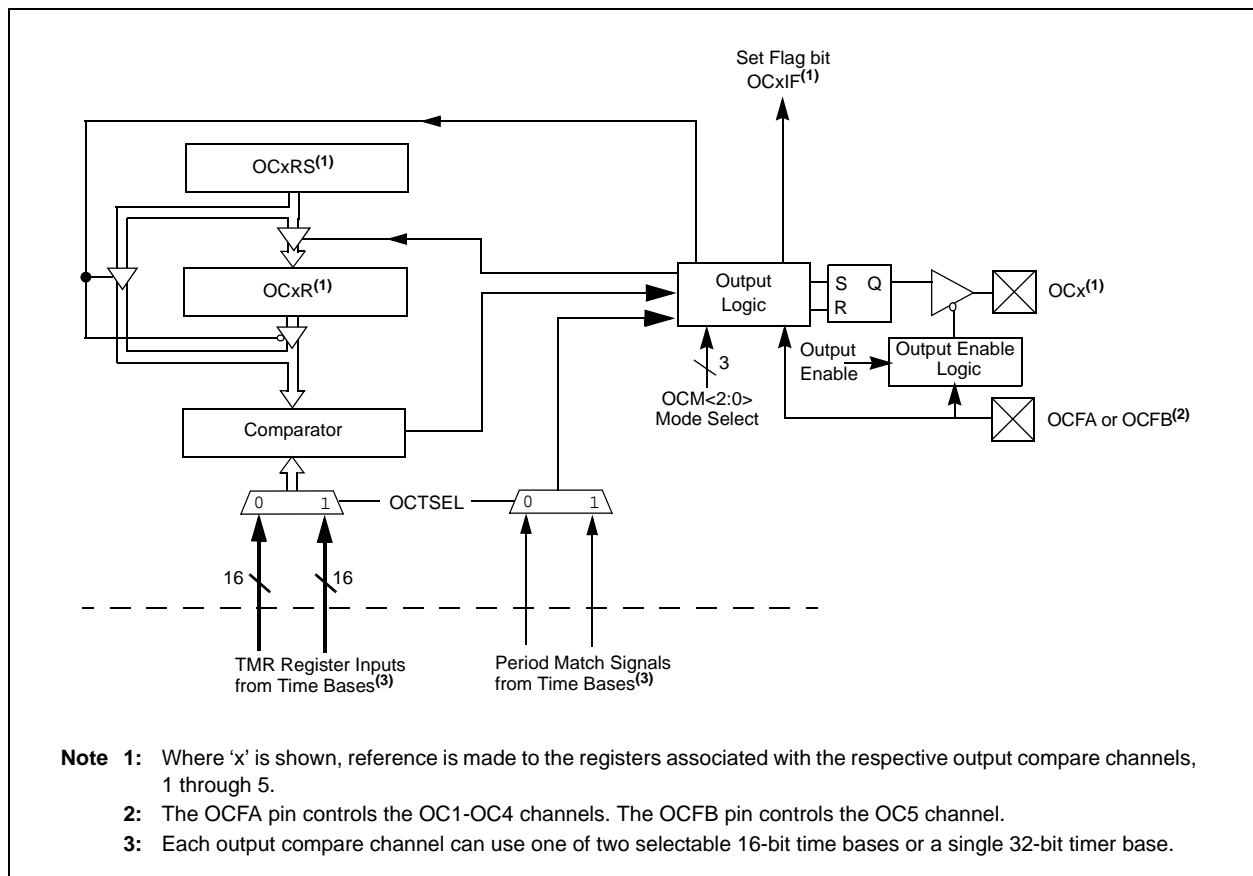 Set Flag bit
OCxIF(1)
OCxRS(1)
OCxR(1)
Output
Logic
S Q
R
OCx(1)
Output
Enable
Output Enable
Logic
3
OCM<2:0>
Mode Select
OCFA or OCFB(2)
Comparator
0 1
OCTSEL
0 1
16
16
TMR Register Inputs
from Time Bases(3)
Period Match Signals
from Time Bases(3)
Note 1: Where ‘x’ is shown, reference is made to the registers associated with the respective output compare channels,
1 through 5.
2: The OCFA pin controls the OC1-OC4 channels. The OCFB pin controls the OC5 channel.
3: Each output compare channel can use one of two selectable 16-bit time bases or a single 32-bit timer base.